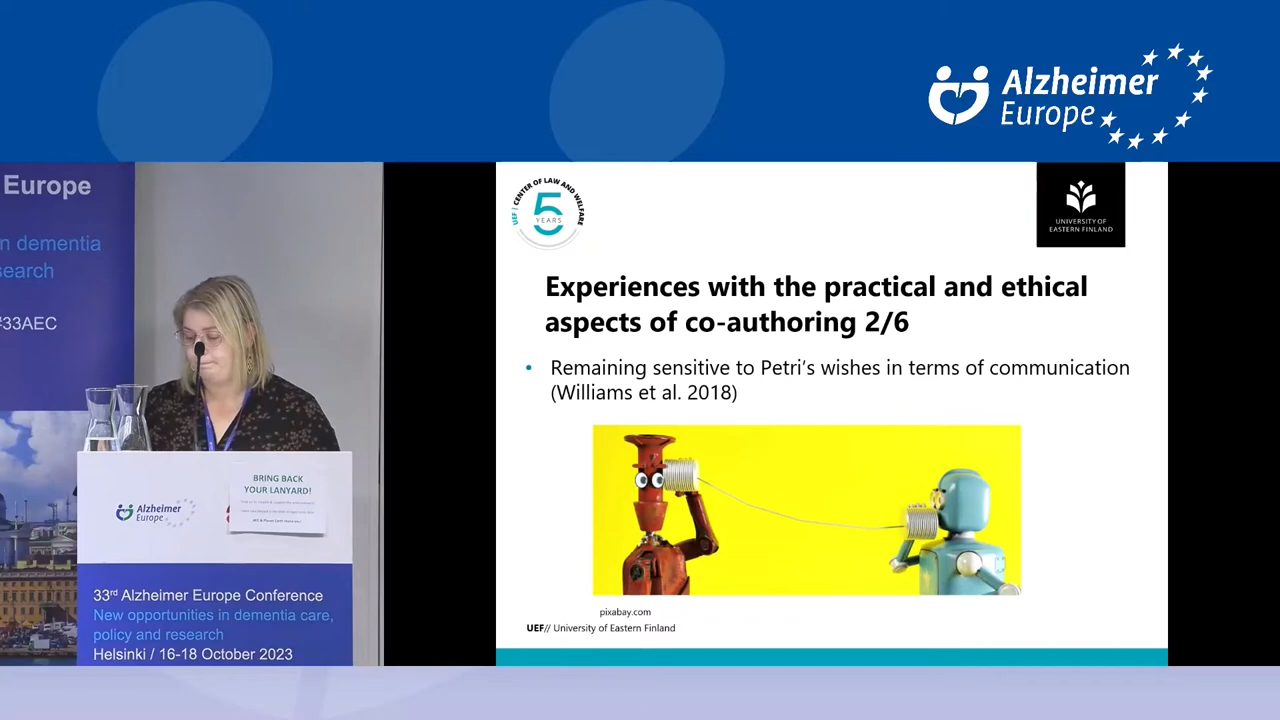 Alzheimer
Europe
Europe
n dementia
search
#33AEC
BRING BACK
YOUR LANYARD!
Alzheimer
Europe
33rd Alzheimer Europe Conference
New opportunities in dementia care,
policy and research
Helsinki / 16-18 October 2023
UEF | CENTER OF LAW AND WELFARE
5
YEARS
UNIVERSITY OF
EASTERN FINLAND
Experiences with the practical and ethical
aspects of co-authoring 2/6
• Remaining sensitive to Petri’s wishes in terms of communication
(Williams et al. 2018)
pixabay.com
UEF// University of Eastern Finland